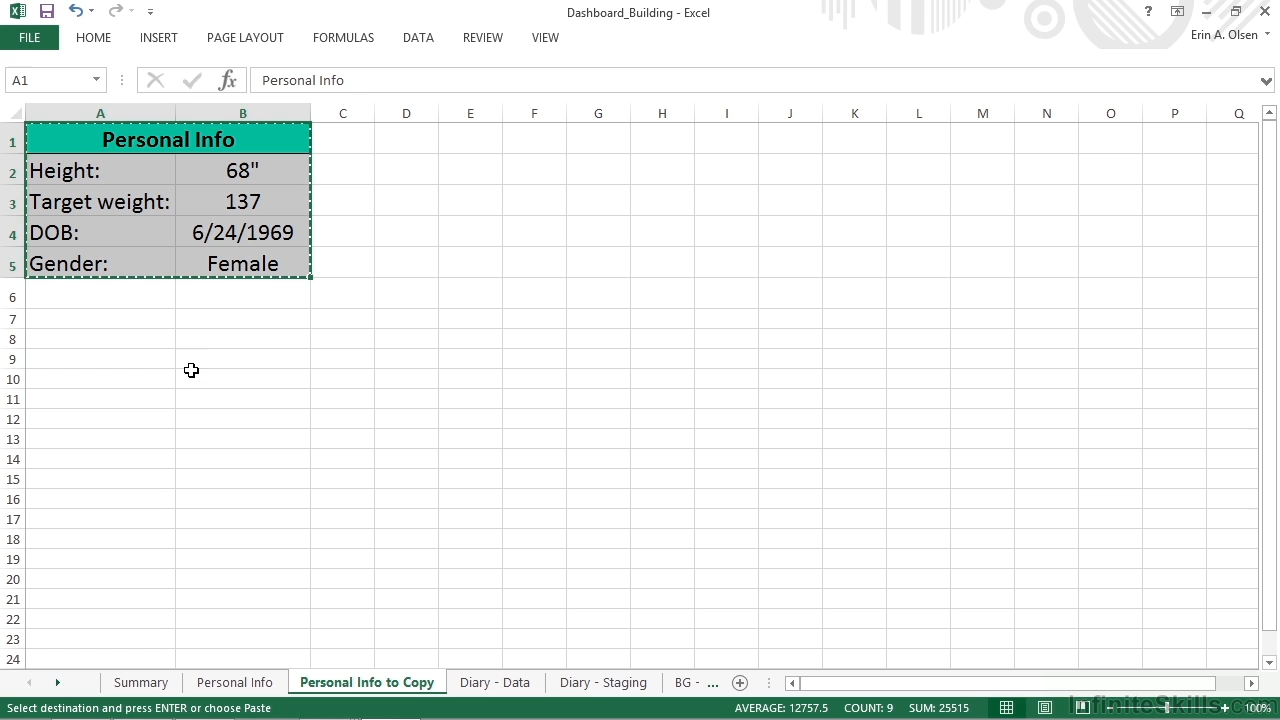 Dashboard_Building - Excel
?
FILE HOME INSERT PAGE LAYOUT FORMULAS DATA REVIEW VIEW
Erin A. Olsen
A1 fx Personal Info
A B C D E F G H I J K L M N O P Q
1 Personal Info
2 Height: 68"
3 Target weight: 137
4 DOB: 6/24/1969
5 Gender: Female
6
7
8
9
10
11
12
13
14
15
16
17
18
19
20
21
22
23
24
Summary Personal Info Personal Info to Copy Diary - Data Diary - Staging BG - ...
Select destination and press ENTER or choose Paste AVERAGE: 12757.5 COUNT: 9 SUM: 25515 100%
InfiniteSkills.com